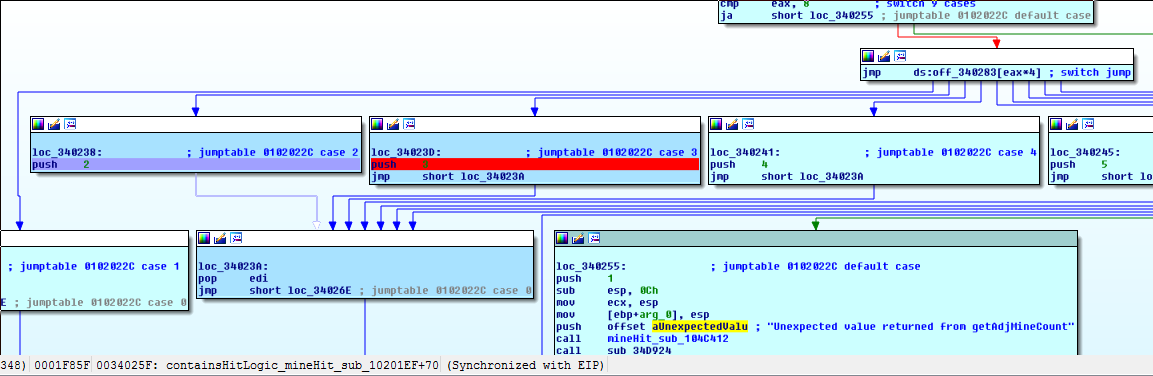 cmp eax, 8 ; switch 9 cases
ja short loc_340255 ; jumptable 0102022C default case
jmp ds:off_340283[eax*4] ; switch jump
loc_340238: ; jumptable 0102022C case 2
push 2
loc_34023D: ; jumptable 0102022C case 3
push 3
jmp short loc_34023A
loc_340241: ; jumptable 0102022C case 4
push 4
jmp short loc_34023A
loc_340245:
push 5
jmp short lo
; jumptable 0102022C case 1
E ; jumptable 0102022C case 0
loc_34023A:
pop edi
jmp short loc_34026E ; jumptable 0102022C case 0
loc_340255: ; jumptable 0102022C default case
push 1
sub esp, 0Ch
mov ecx, esp
mov [ebp+arg_0], esp
push offset aUnexpectedValu ; "Unexpected value returned from getAdjMineCount"
call mineHit_sub_104C412
call sub_34D924
348) 0001F85F 0034025F: containsHitLogic_mineHit_sub_10201EF+70 (Synchronized with EIP)